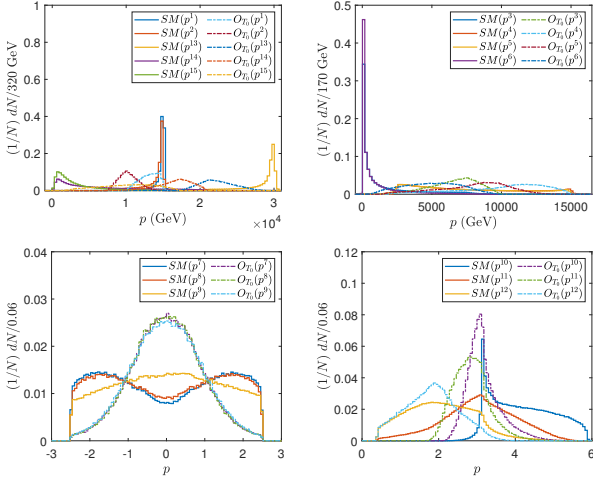 1
0.8
0.6
0.4
0.2
0
(1/N) dN/320 GeV
SM(p¹) O_{T₀}(p¹)
SM(p²) O_{T₀}(p²)
SM(p¹³) O_{T₀}(p¹³)
SM(p¹⁴) O_{T₀}(p¹⁴)
SM(p¹⁵) O_{T₀}(p¹⁵)
0 1 2 3
p (GeV)
×10⁴
0.5
0.4
0.3
0.2
0.1
0
(1/N) dN/170 GeV
SM(p³) O_{T₀}(p³)
SM(p⁴) O_{T₀}(p⁴)
SM(p⁵) O_{T₀}(p⁵)
SM(p⁶) O_{T₀}(p⁶)
0 5000 10000 15000
p (GeV)
0.04
0.03
0.02
0.01
0
(1/N) dN/0.06
SM(p⁷) O_{T₀}(p⁷)
SM(p⁸) O_{T₀}(p⁸)
SM(p⁹) O_{T₀}(p⁹)
-3 -2 -1 0 1 2 3
p
0.12
0.1
0.08
0.06
0.04
0.02
0
(1/N) dN/0.06
SM(p¹⁰) O_{T₀}(p¹⁰)
SM(p¹¹) O_{T₀}(p¹¹)
SM(p¹²) O_{T₀}(p¹²)
0 2 4 6
p